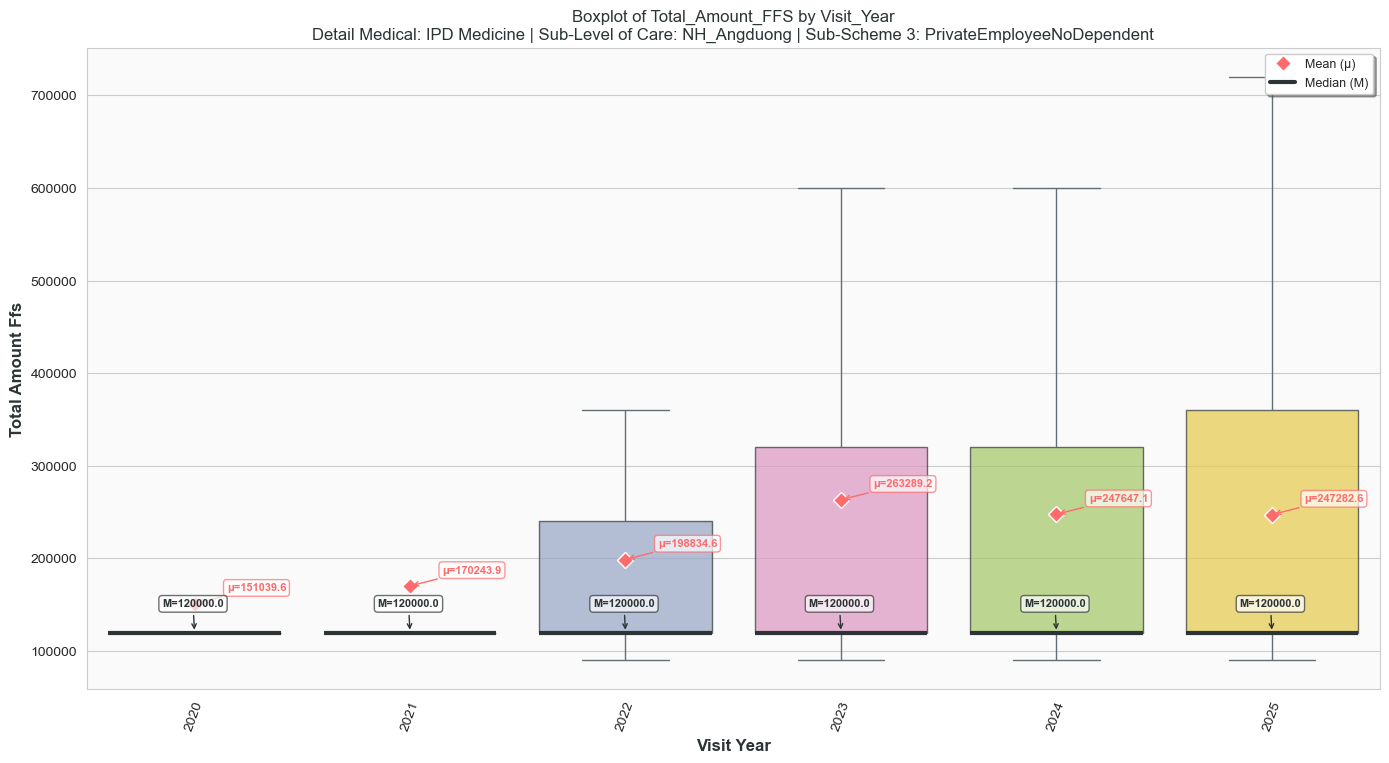 Boxplot of Total_Amount_FFS by Visit_Year
Detail Medical: IPD Medicine | Sub-Level of Care: NH_Angduong | Sub-Scheme 3: PrivateEmployeeNoDependent
Mean (μ)
Median (M)
Total Amount Ffs
700000
600000
500000
400000
300000
200000
100000
μ=151039.6
M=120000.0
μ=170243.9
M=120000.0
μ=198834.6
M=120000.0
μ=263289.2
M=120000.0
μ=247647.1
M=120000.0
μ=247282.6
M=120000.0
2020
2021
2022
2023
2024
2025
Visit Year